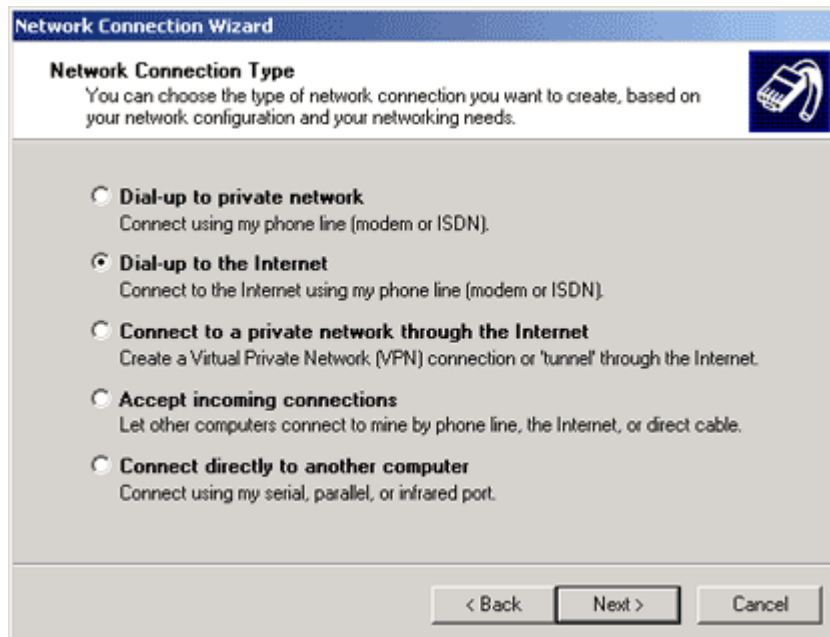 Network Connection Wizard
Network Connection Type
You can choose the type of network connection you want to create, based on
your network configuration and your networking needs.
Dial-up to private network
Connect using my phone line (modem or ISDN).
Dial-up to the Internet
Connect to the Internet using my phone line (modem or ISDN).
Connect to a private network through the Internet
Create a Virtual Private Network (VPN) connection or 'tunnel' through the Internet.
Accept incoming connections
Let other computers connect to mine by phone line, the Internet, or direct cable.
Connect directly to another computer
Connect using my serial, parallel, or infrared port.
< Back Next > Cancel